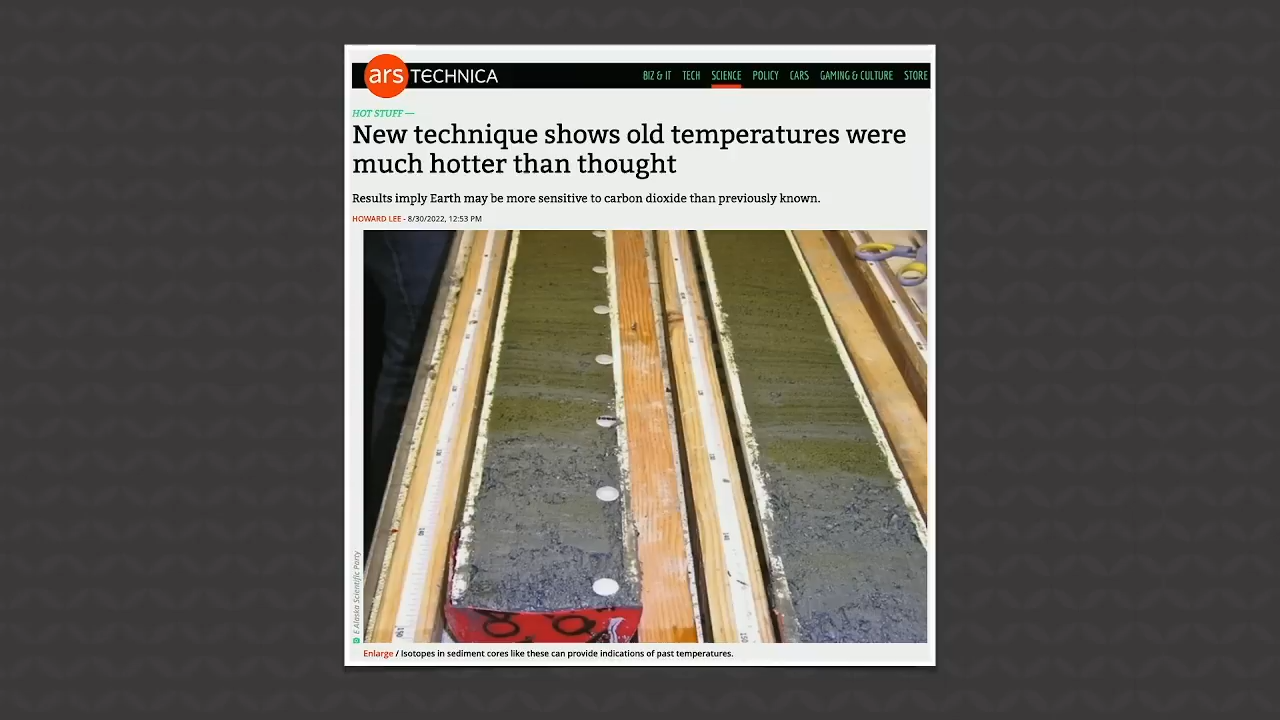 ars TECHNICA
BIZ & IT TECH SCIENCE POLICY CARS GAMING & CULTURE STORE
HOT STUFF —
New technique shows old temperatures were
much hotter than thought
Results imply Earth may be more sensitive to carbon dioxide than previously known.
HOWARD LEE - 8/30/2022, 12:53 PM
E Alaska Scientific Party
Enlarge / Isotopes in sediment cores like these can provide indications of past temperatures.